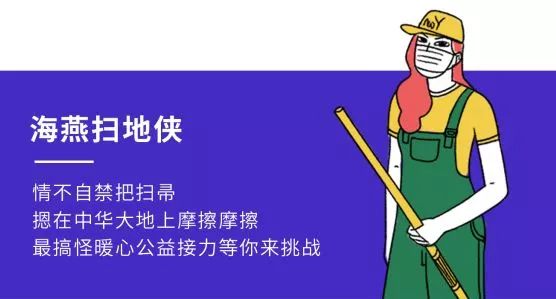 NOY
海燕扫地侠
情不自禁把扫帚
摁在中华大地上摩擦摩擦
最搞怪暖心公益接力等你来挑战